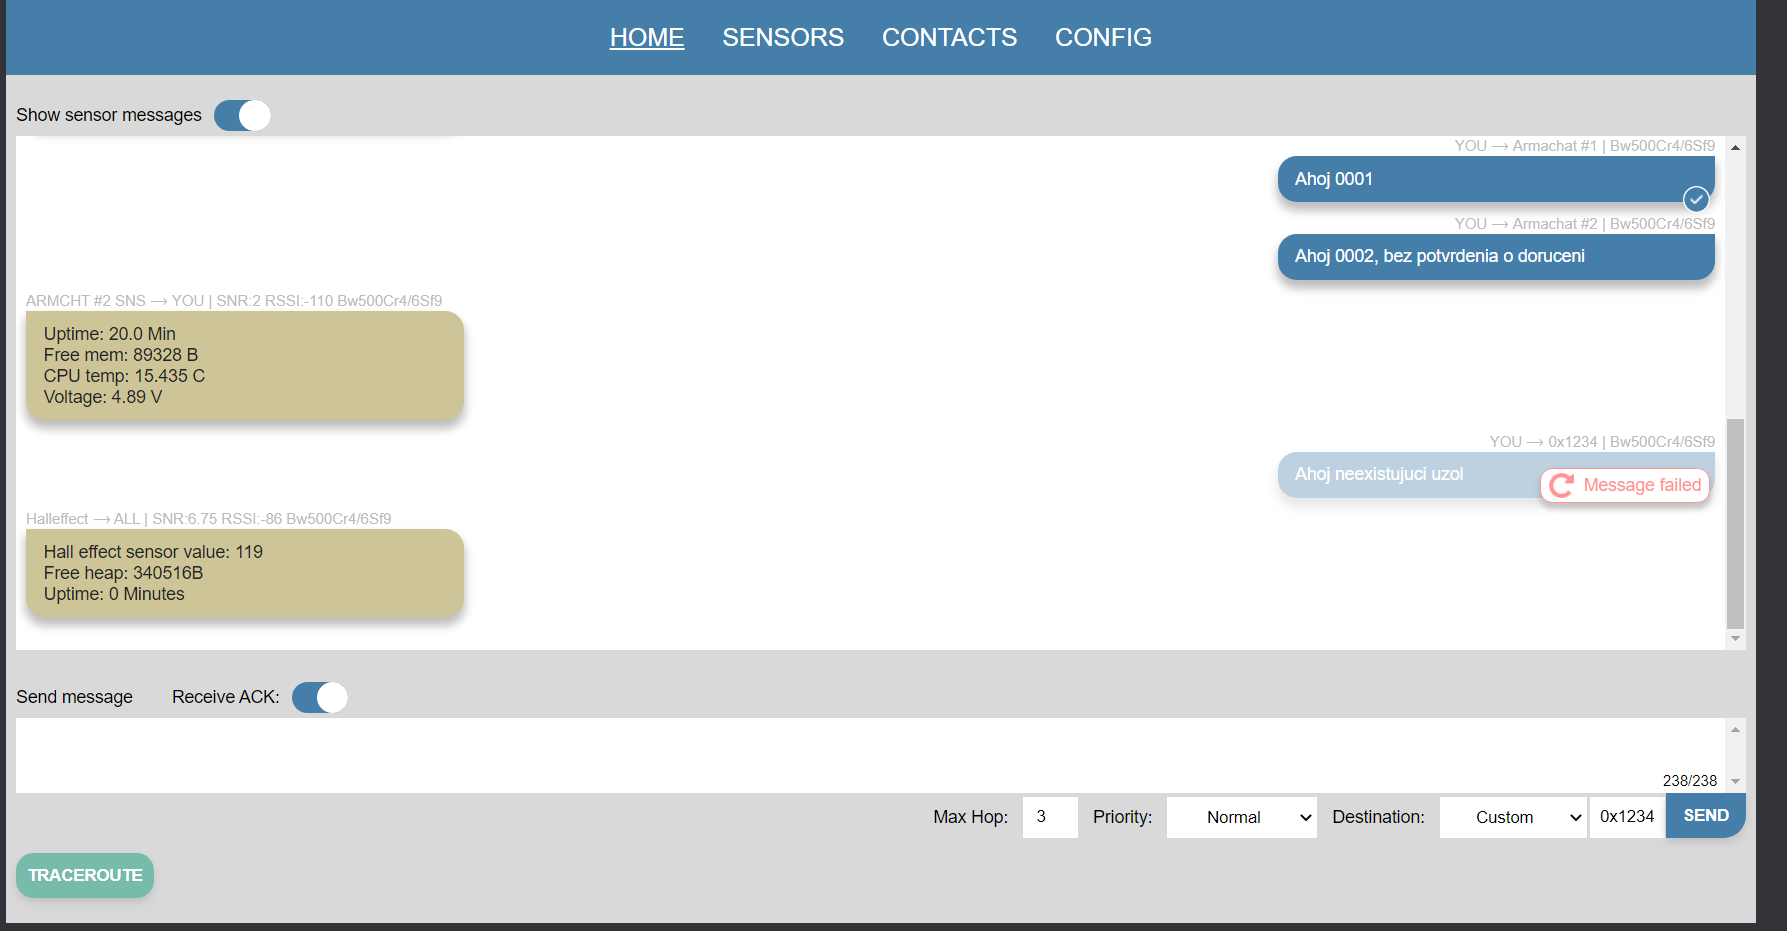 HOME SENSORS CONTACTS CONFIG
Show sensor messages
YOU → Armachat #1 | Bw500Cr4/6Sf9
Ahoj 0001
YOU → Armachat #2 | Bw500Cr4/6Sf9
Ahoj 0002, bez potvrdenia o doruceni
ARMCHT #2 SNS → YOU | SNR:2 RSSI:-110 Bw500Cr4/6Sf9
Uptime: 20.0 Min
Free mem: 89328 B
CPU temp: 15.435 C
Voltage: 4.89 V
YOU → 0x1234 | Bw500Cr4/6Sf9
Ahoj neexistujuci uzol
Message failed
Halleffect → ALL | SNR:6.75 RSSI:-86 Bw500Cr4/6Sf9
Hall effect sensor value: 119
Free heap: 340516B
Uptime: 0 Minutes
Send message Receive ACK:
238/238
Max Hop: 3 Priority: Normal Destination: Custom 0x1234 SEND
TRACEROUTE